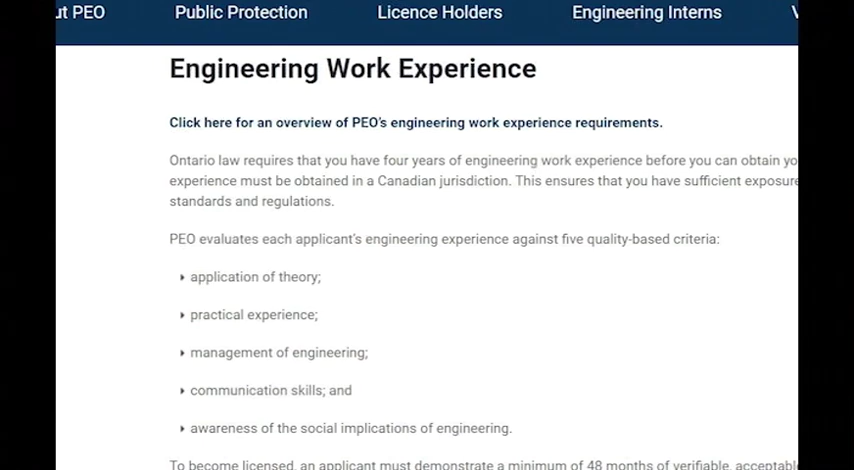 PEO Public Protection Licence Holders Engineering Interns
Engineering Work Experience
Click here for an overview of PEO's engineering work experience requirements.
Ontario law requires that you have four years of engineering work experience before you can obtain
experience must be obtained in a Canadian jurisdiction. This ensures that you have sufficient exposure
standards and regulations.
PEO evaluates each applicant's engineering experience against five quality-based criteria:
application of theory;
practical experience;
management of engineering;
communication skills; and
awareness of the social implications of engineering.
To become licensed, an applicant must demonstrate a minimum of 48 months of verifiable, acceptable